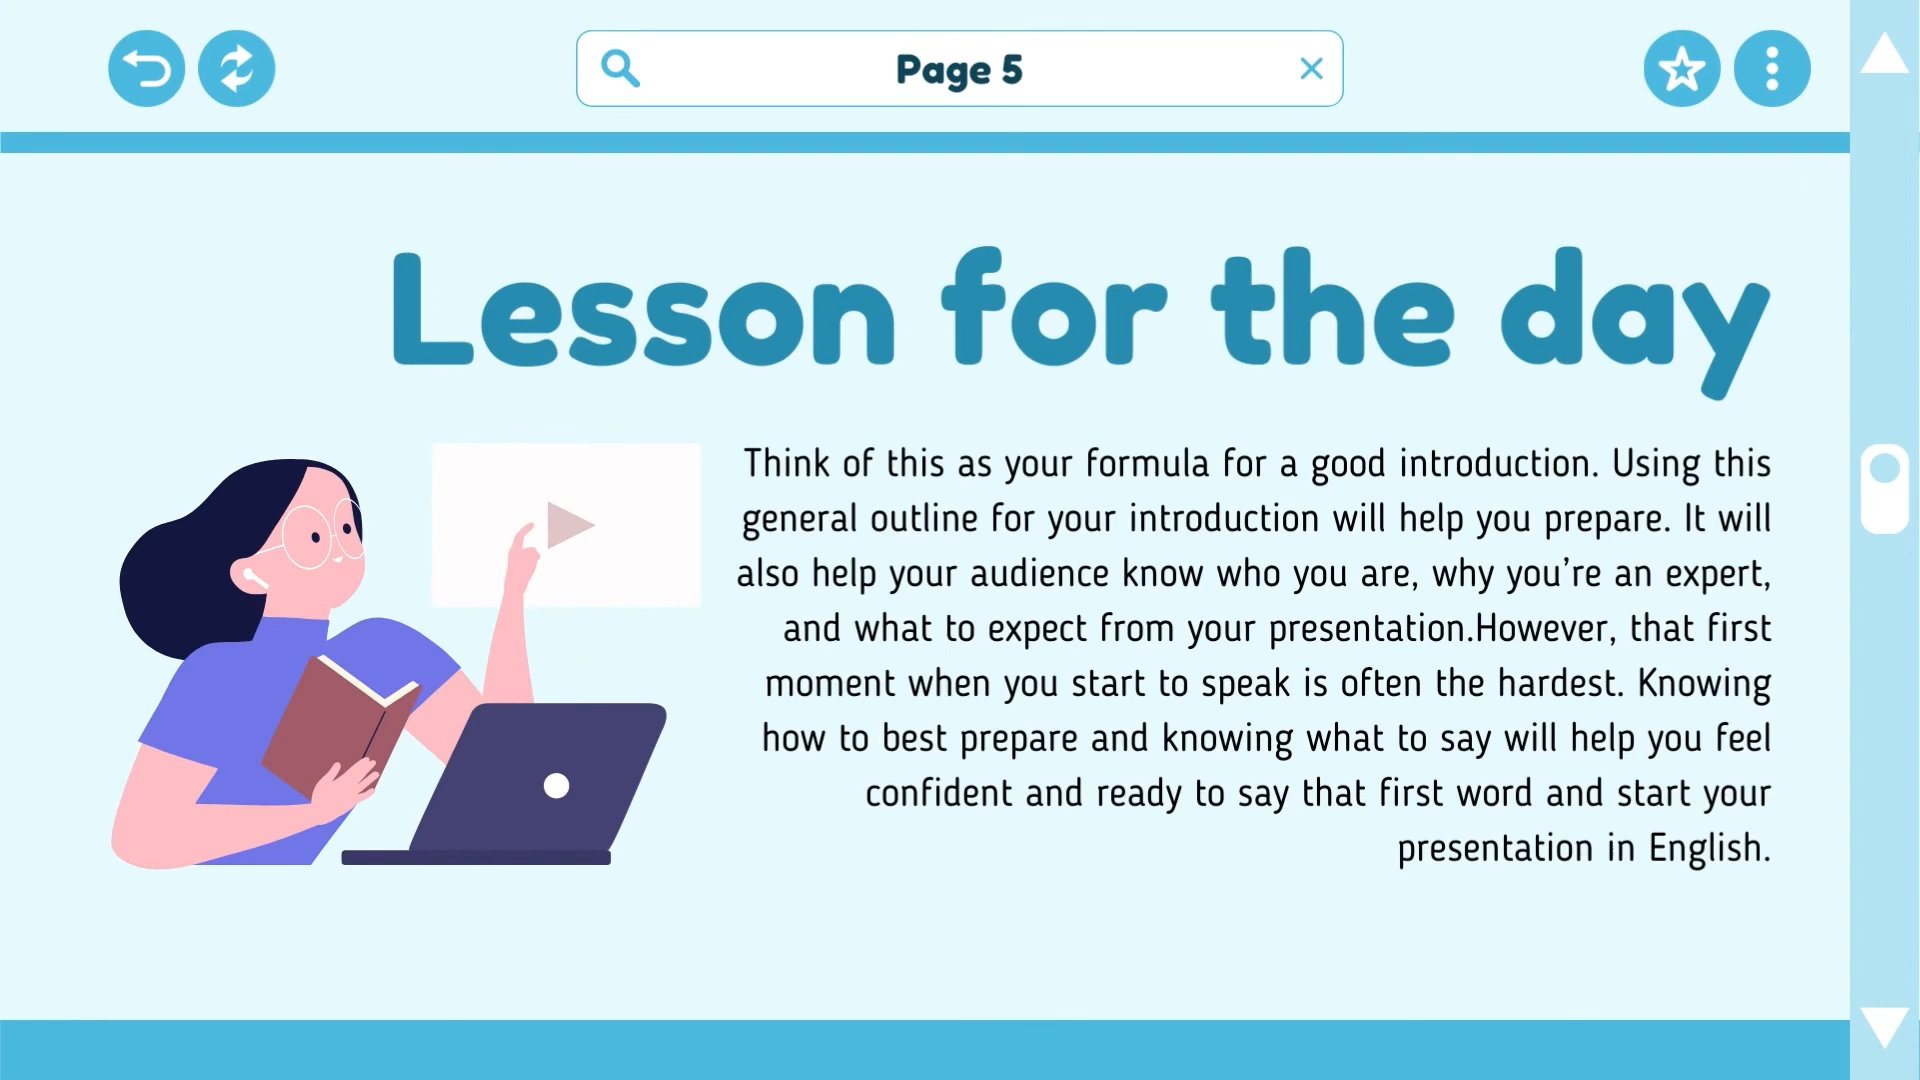 Page 5
Lesson for the day
Think of this as your formula for a good introduction. Using this
general outline for your introduction will help you prepare. It will
also help your audience know who you are, why you’re an expert,
and what to expect from your presentation.However, that first
moment when you start to speak is often the hardest. Knowing
how to best prepare and knowing what to say will help you feel
confident and ready to say that first word and start your
presentation in English.